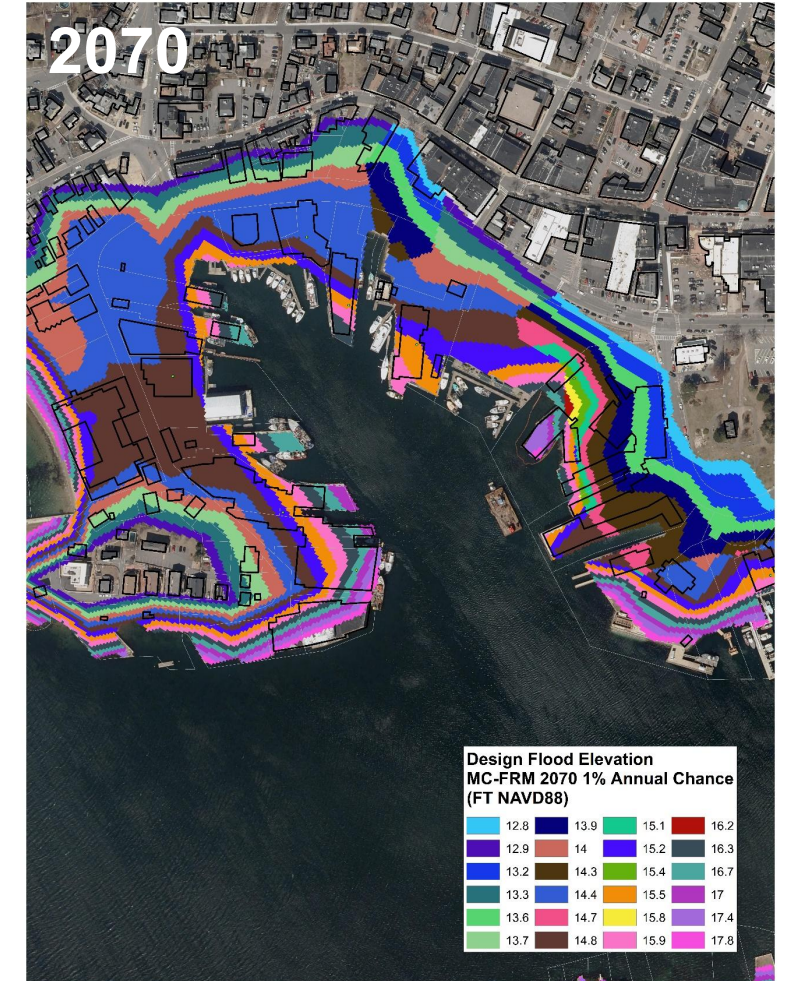 2070
Design Flood Elevation
MC-FRM 2070 1% Annual Chance
(FT NAVD88)
12.8 13.9 15.1 16.2
12.9 14 15.2 16.3
13.2 14.3 15.4 16.7
13.3 14.4 15.5 17
13.6 14.7 15.8 17.4
13.7 14.8 15.9 17.8